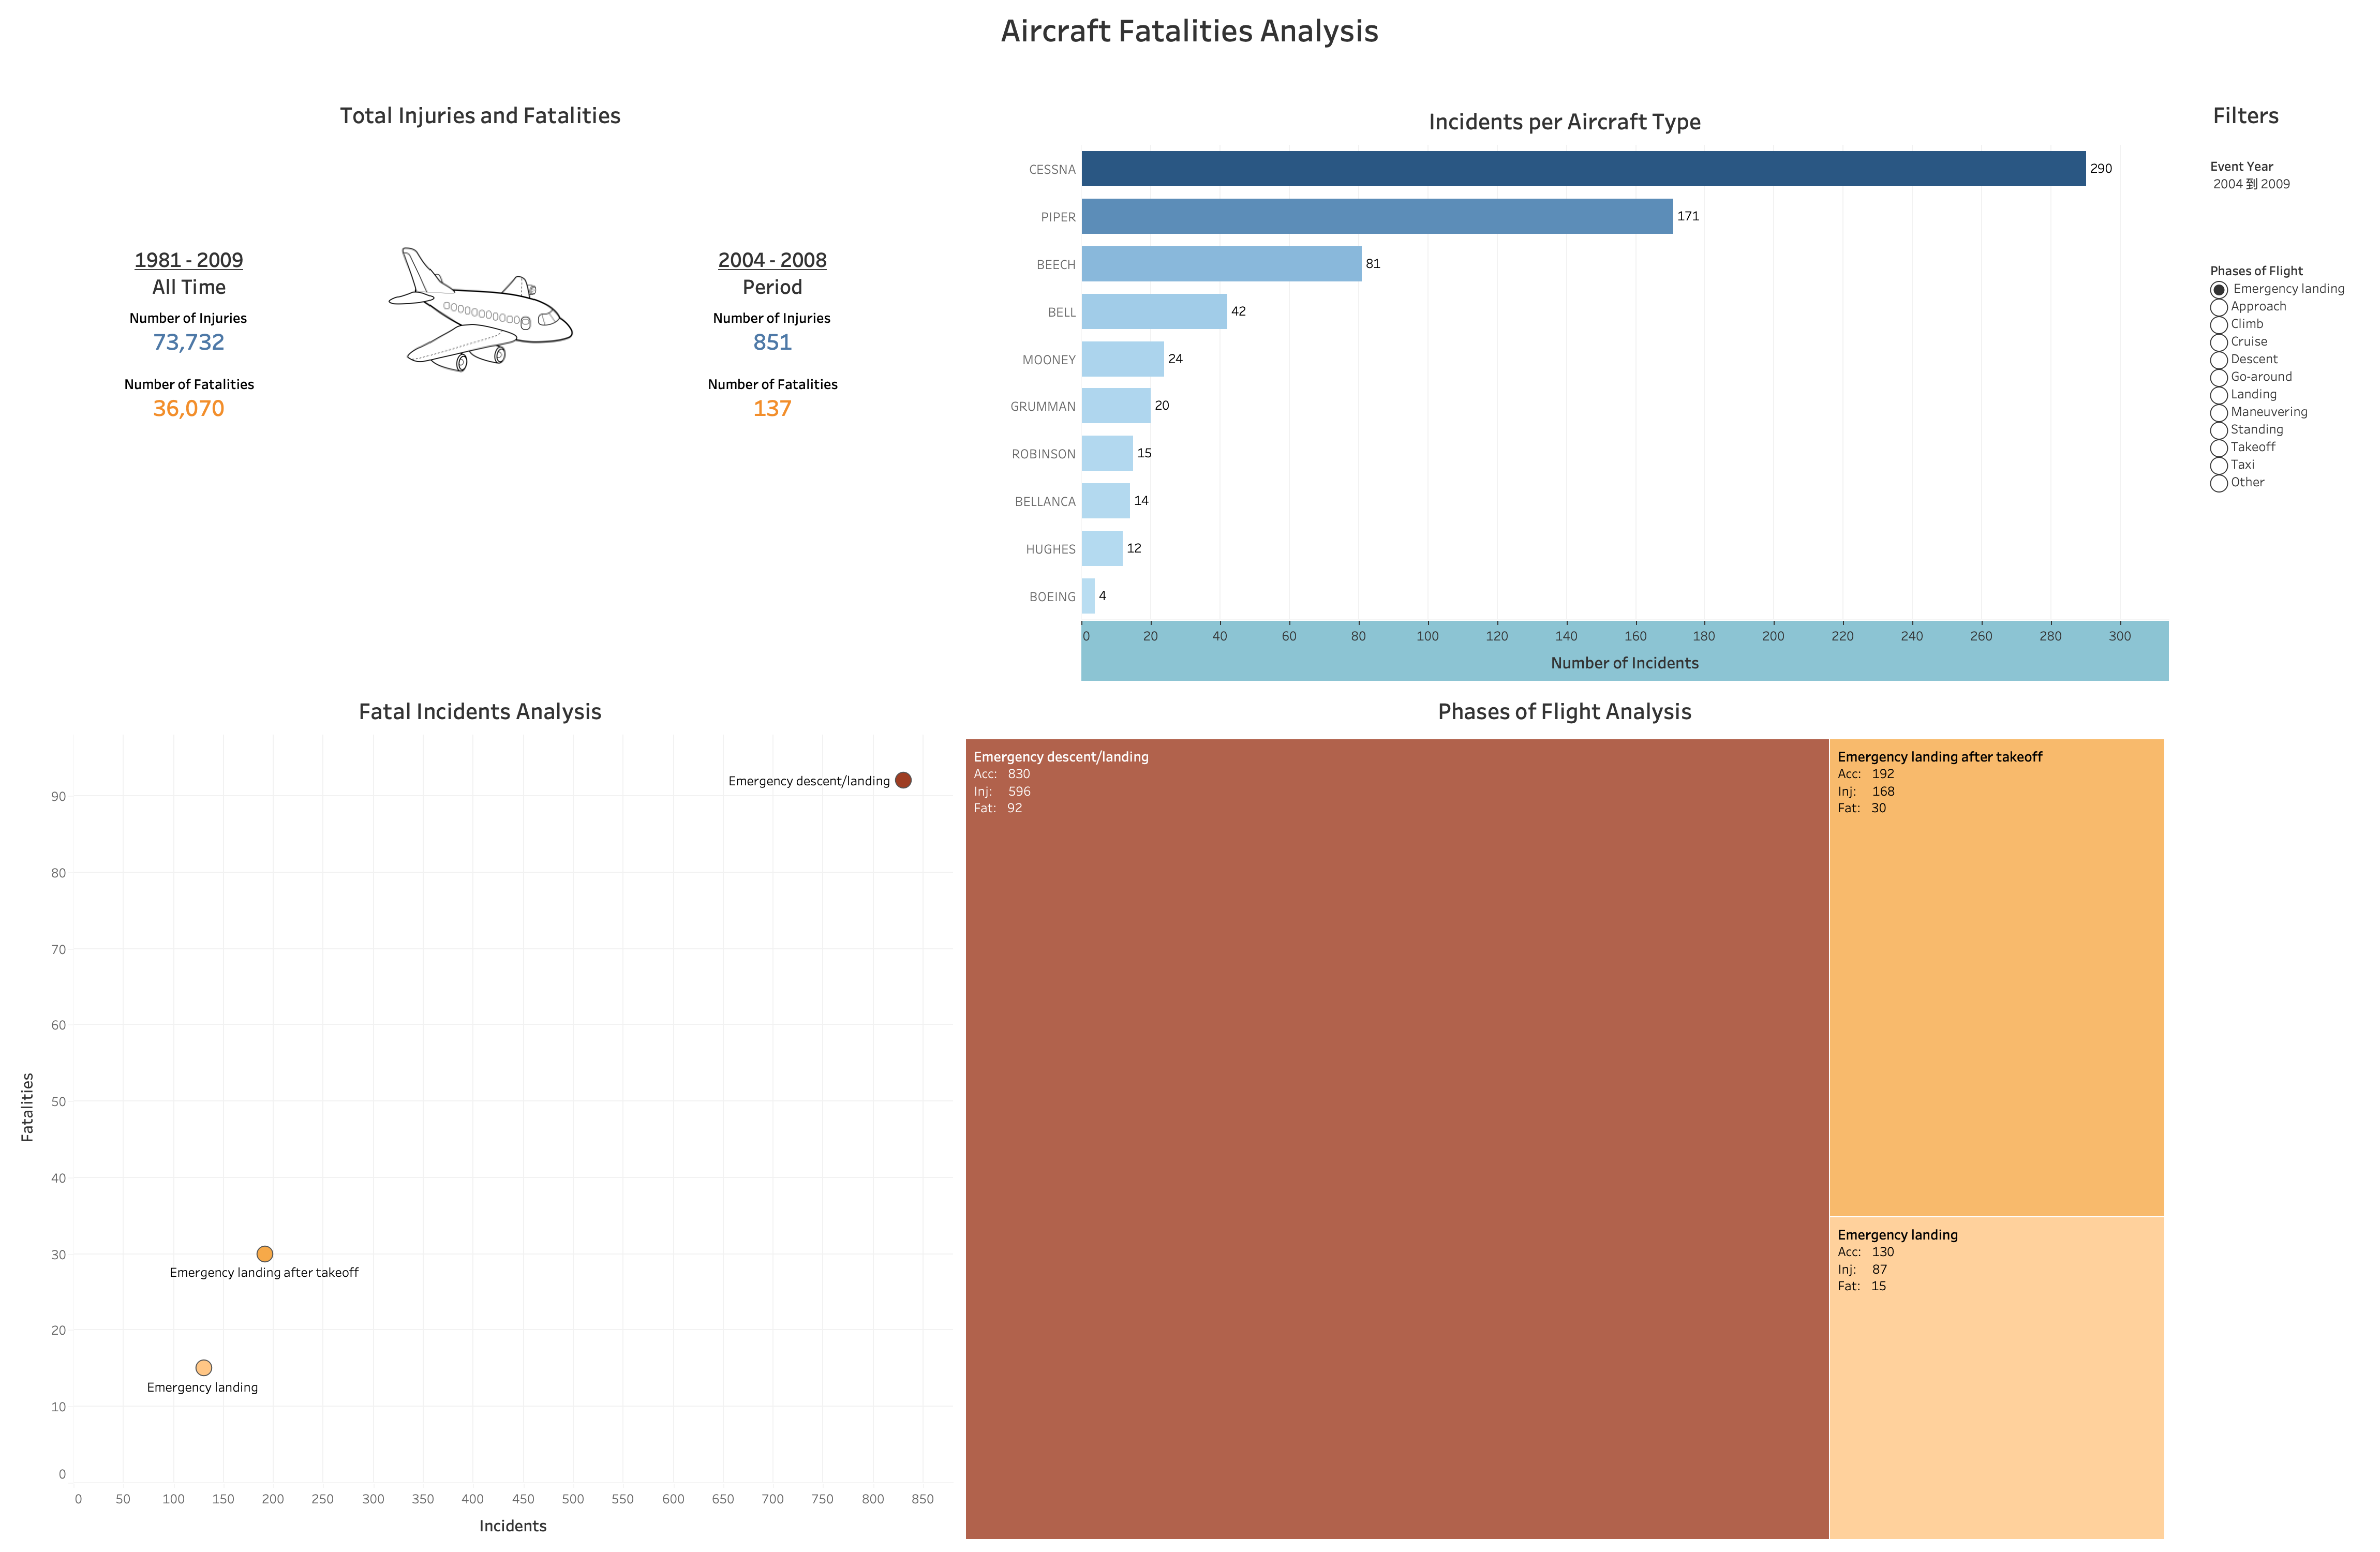 Aircraft Fatalities Analysis
Total Injuries and Fatalities
1981 - 2009
All Time
Number of Injuries
73,732
Number of Fatalities
36,070
2004 - 2008
Period
Number of Injuries
851
Number of Fatalities
137
Incidents per Aircraft Type
CESSNA 290
PIPER 171
BEECH 81
BELL 42
MOONEY 24
GRUMMAN 20
ROBINSON 15
BELLANCA 14
HUGHES 12
BOEING 4
0 20 40 60 80 100 120 140 160 180 200 220 240 260 280 300
Number of Incidents
Filters
Event Year
2004 到 2009
Phases of Flight
Emergency landing
Approach
Climb
Cruise
Descent
Go-around
Landing
Maneuvering
Standing
Takeoff
Taxi
Other
Fatal Incidents Analysis
Fatalities
90
80
70
60
50
40
30
20
10
0
Emergency descent/landing
Emergency landing after takeoff
Emergency landing
0 50 100 150 200 250 300 350 400 450 500 550 600 650 700 750 800 850
Incidents
Phases of Flight Analysis
Emergency descent/landing
Acc: 830
Inj: 596
Fat: 92
Emergency landing after takeoff
Acc: 192
Inj: 168
Fat: 30
Emergency landing
Acc: 130
Inj: 87
Fat: 15